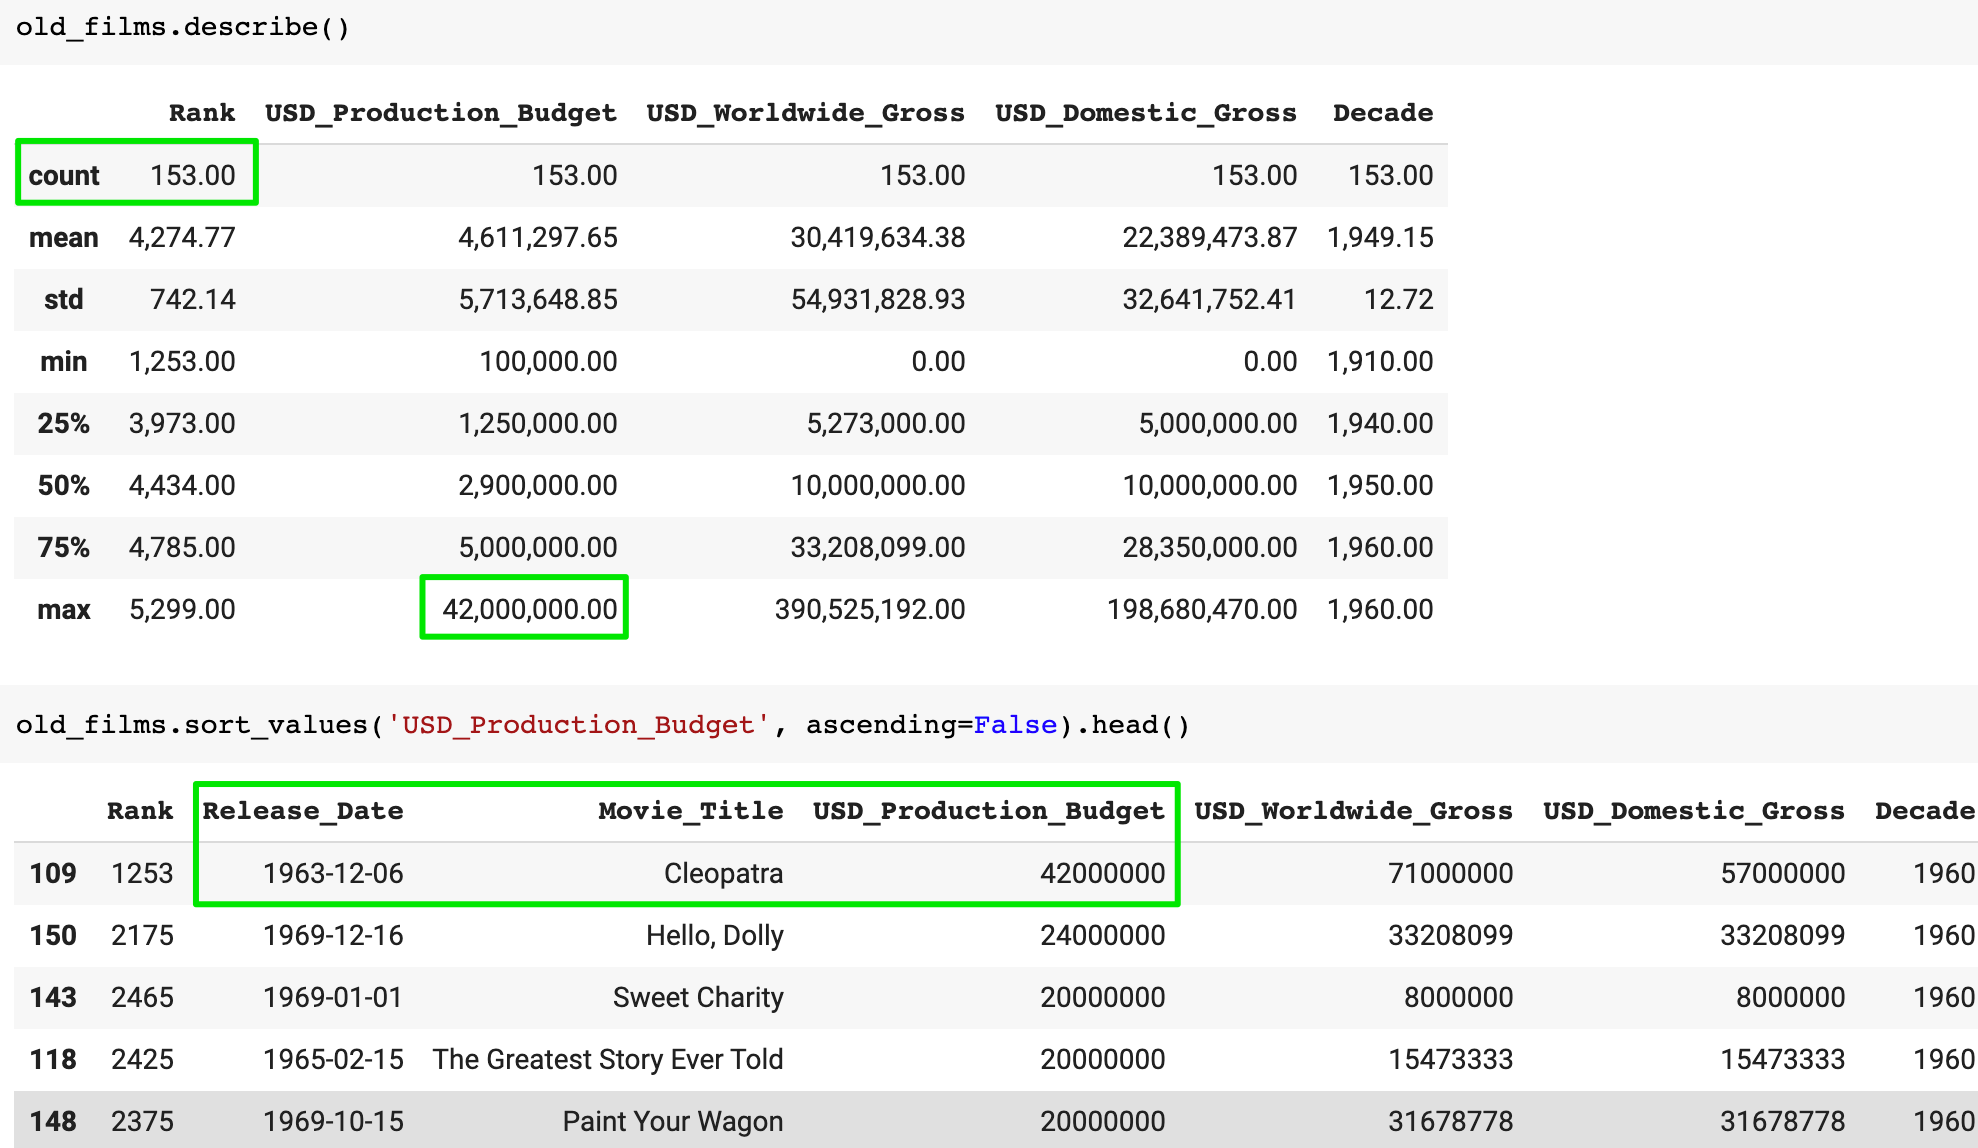 old_films.describe()
Rank USD_Production_Budget USD_Worldwide_Gross USD_Domestic_Gross Decade
count 153.00 153.00 153.00 153.00 153.00
mean 4,274.77 4,611,297.65 30,419,634.38 22,389,473.87 1,949.15
std 742.14 5,713,648.85 54,931,828.93 32,641,752.41 12.72
min 1,253.00 100,000.00 0.00 0.00 1,910.00
25% 3,973.00 1,250,000.00 5,273,000.00 5,000,000.00 1,940.00
50% 4,434.00 2,900,000.00 10,000,000.00 10,000,000.00 1,950.00
75% 4,785.00 5,000,000.00 33,208,099.00 28,350,000.00 1,960.00
max 5,299.00 42,000,000.00 390,525,192.00 198,680,470.00 1,960.00
old_films.sort_values('USD_Production_Budget', ascending=False).head()
Rank Release_Date Movie_Title USD_Production_Budget USD_Worldwide_Gross USD_Domestic_Gross Decade
109 1253 1963-12-06 Cleopatra 42000000 71000000 57000000 1960
150 2175 1969-12-16 Hello, Dolly 24000000 33208099 33208099 1960
143 2465 1969-01-01 Sweet Charity 20000000 8000000 8000000 1960
118 2425 1965-02-15 The Greatest Story Ever Told 20000000 15473333 15473333 1960
148 2375 1969-10-15 Paint Your Wagon 20000000 31678778 31678778 1960